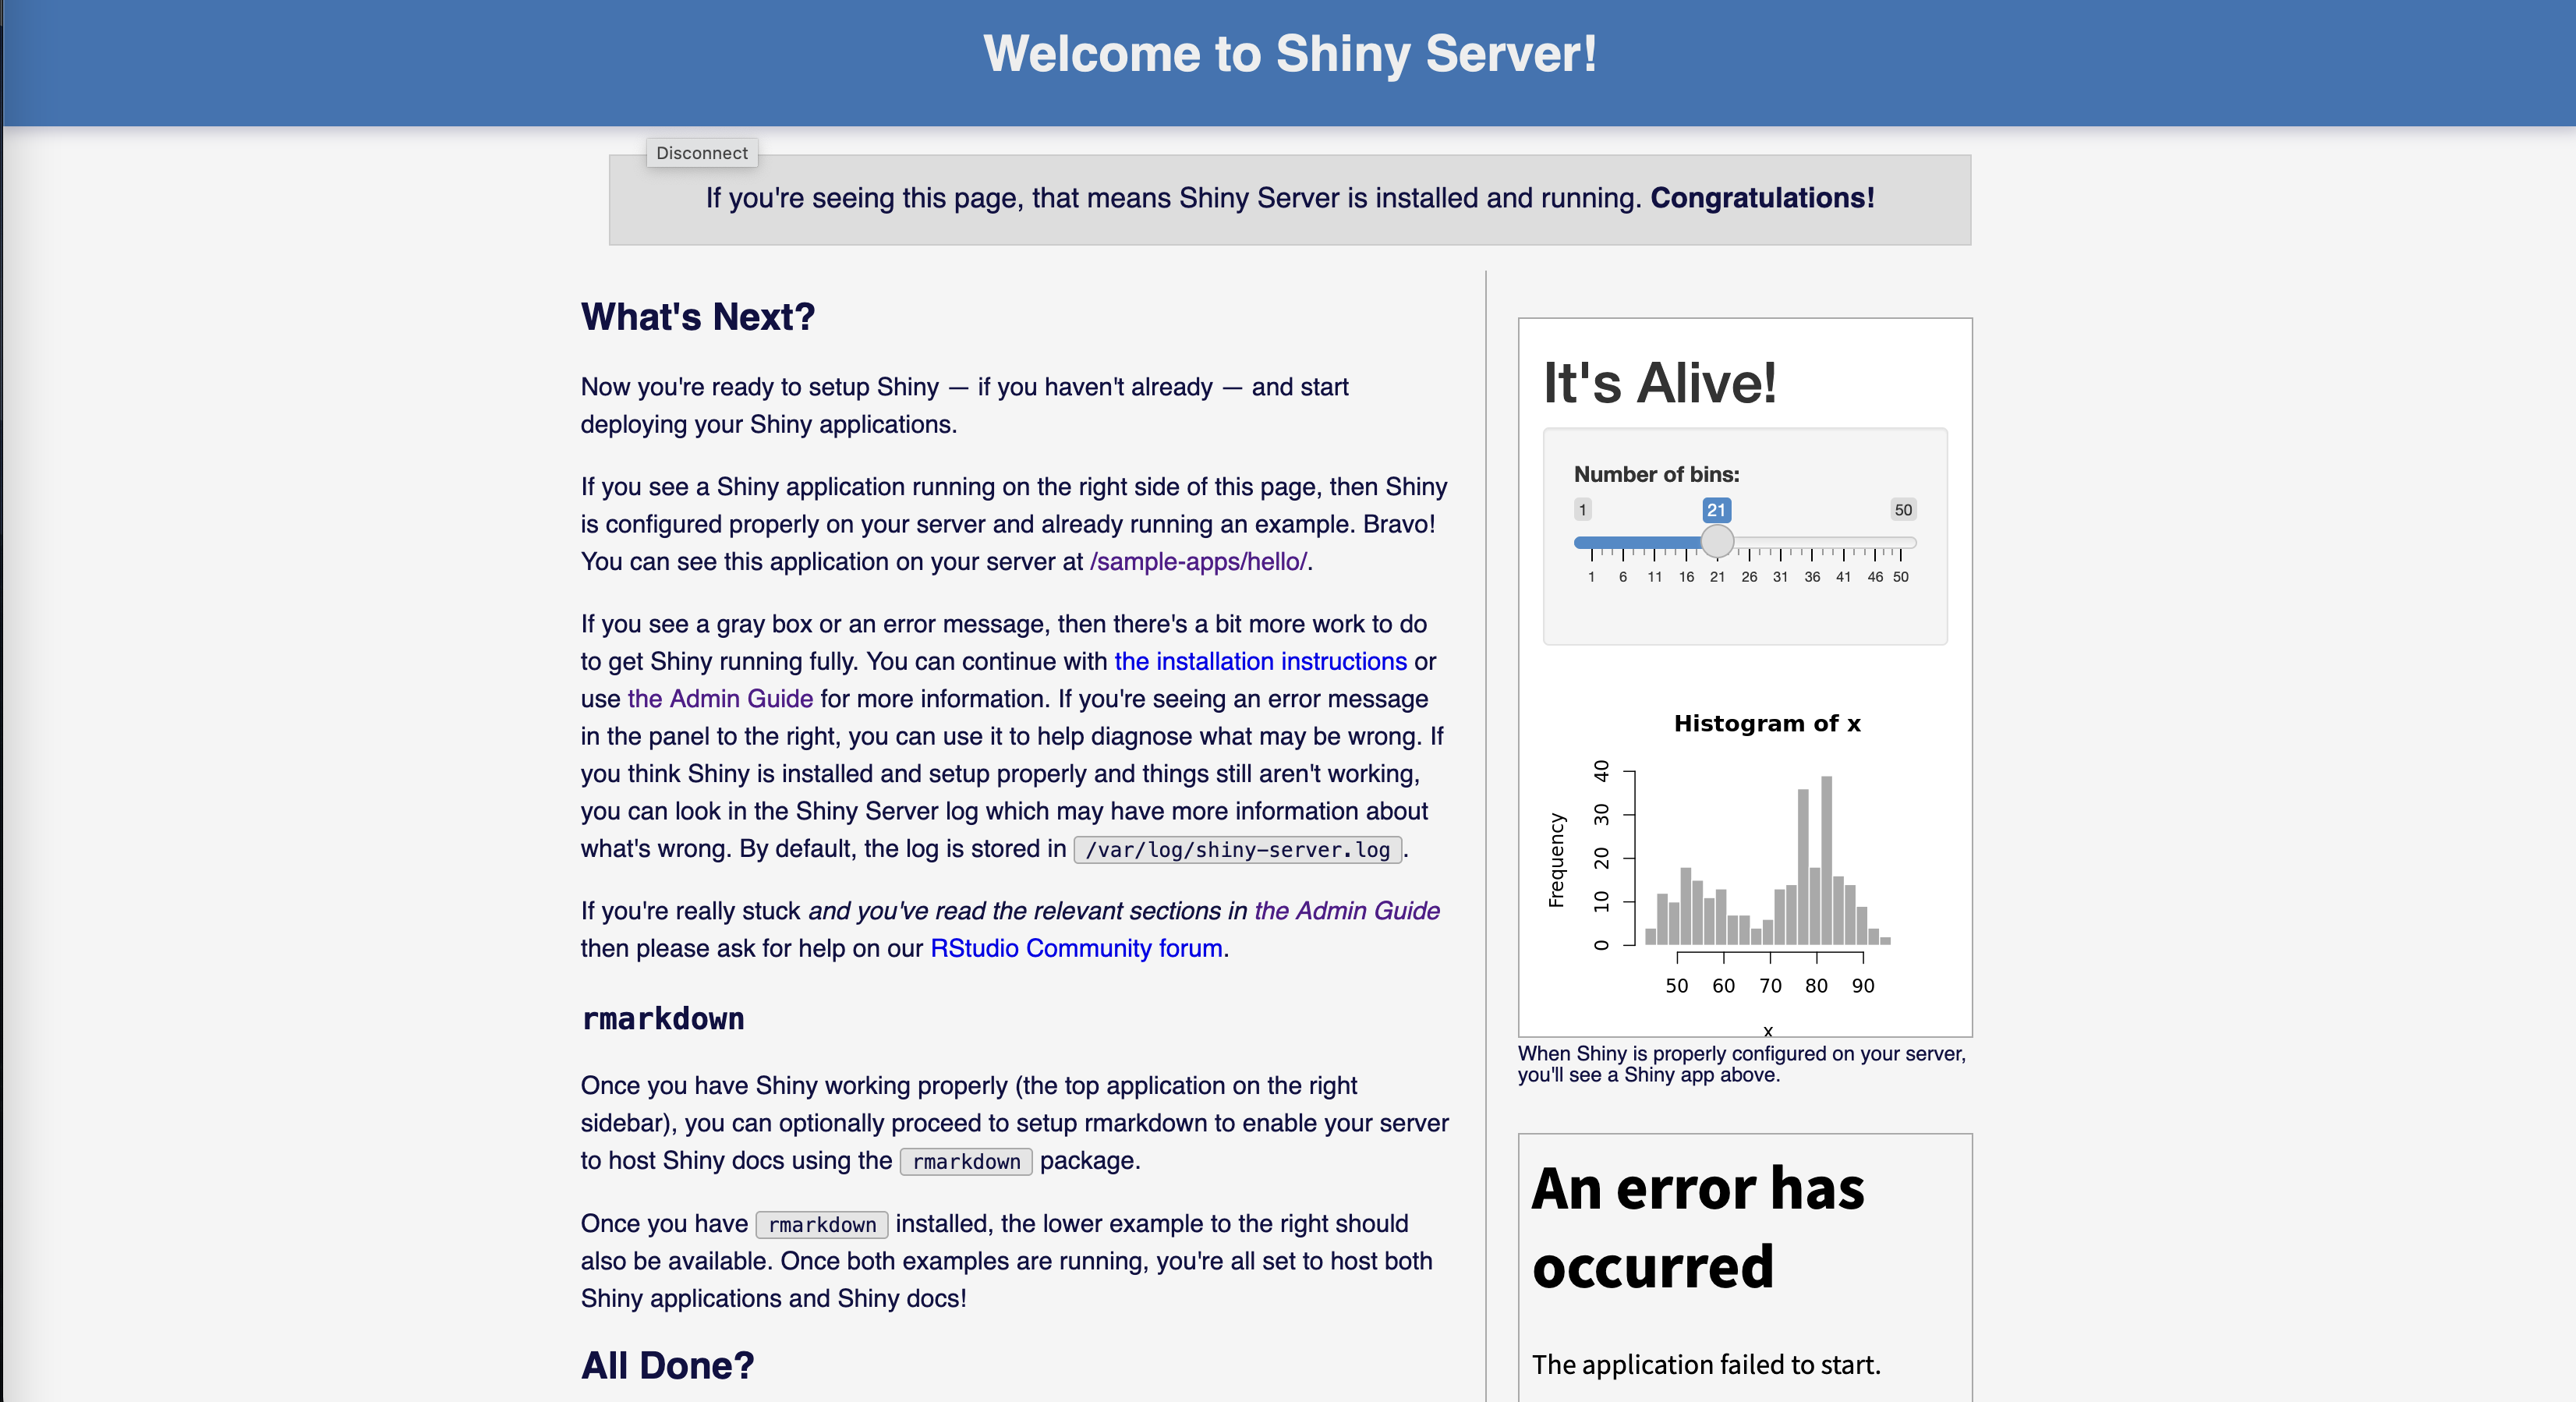 Welcome to Shiny Server!
Disconnect
If you're seeing this page, that means Shiny Server is installed and running. Congratulations!
What's Next?
Now you're ready to setup Shiny — if you haven't already — and start
deploying your Shiny applications.
If you see a Shiny application running on the right side of this page, then Shiny
is configured properly on your server and already running an example. Bravo!
You can see this application on your server at /sample-apps/hello/.
If you see a gray box or an error message, then there's a bit more work to do
to get Shiny running fully. You can continue with the installation instructions or
use the Admin Guide for more information. If you're seeing an error message
in the panel to the right, you can use it to help diagnose what may be wrong. If
you think Shiny is installed and setup properly and things still aren't working,
you can look in the Shiny Server log which may have more information about
what's wrong. By default, the log is stored in /var/log/shiny-server.log.
If you're really stuck and you've read the relevant sections in the Admin Guide
then please ask for help on our RStudio Community forum.
rmarkdown
Once you have Shiny working properly (the top application on the right
sidebar), you can optionally proceed to setup rmarkdown to enable your server
to host Shiny docs using the rmarkdown package.
Once you have rmarkdown installed, the lower example to the right should
also be available. Once both examples are running, you're all set to host both
Shiny applications and Shiny docs!
All Done?
It's Alive!
Number of bins:
1 21 50
1 6 11 16 21 26 31 36 41 46 50
Histogram of x
Frequency
40
30
20
10
0
50 60 70 80 90
x
When Shiny is properly configured on your server,
you'll see a Shiny app above.
An error has
occurred
The application failed to start.